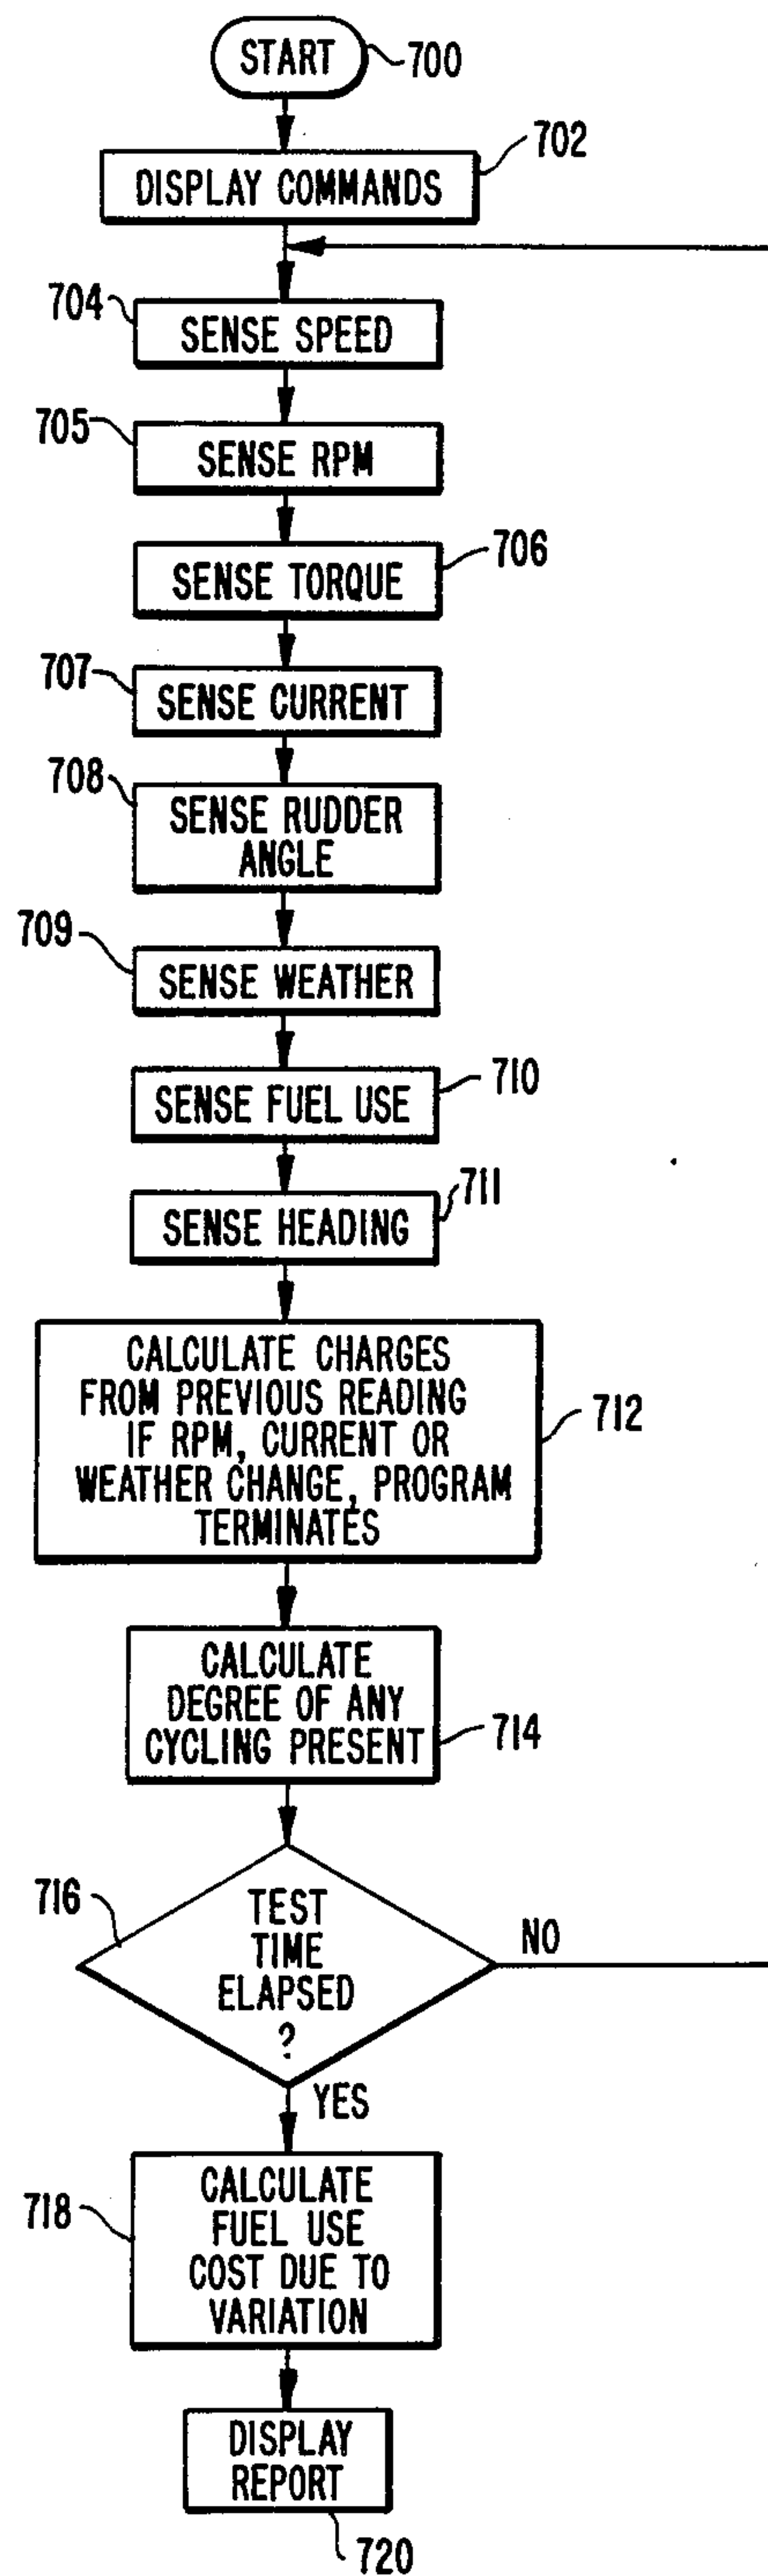 START
700
DISPLAY COMMANDS
702
704
SENSE SPEED
705
SENSE RPM
SENSE TORQUE
706
707
SENSE CURRENT
708
SENSE RUDDER
ANGLE
709
SENSE WEATHER
SENSE FUEL USE
710
SENSE HEADING
711
CALCULATE CHARGES
FROM PREVIOUS READING
IF RPM, CURRENT OR
WEATHER CHANGE, PROGRAM
TERMINATES
712
CALCULATE
DEGREE OF ANY
CYCLING PRESENT
714
716
TEST
TIME
ELAPSED
?
NO
YES
718
CALCULATE
FUEL USE
COST DUE TO
VARIATION
DISPLAY
REPORT
720